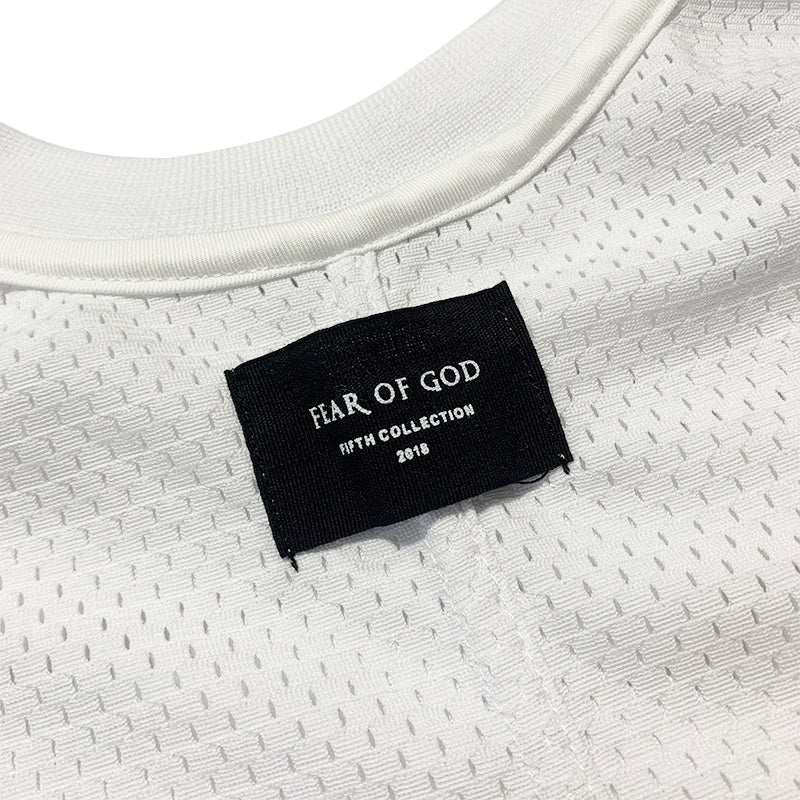 FEAR OF GOD
FIFTH COLLECTION
2018